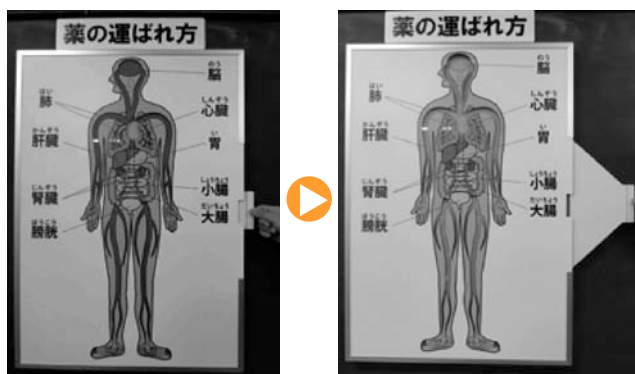 薬の運ばれ方
のう
脳
はい
肺
しんぞう
心臓
かんぞう
肝臓
い
胃
じんぞう
腎臓
しょうちょう
小腸
だいちょう
大腸
ぼうこう
膀胱
薬の運ばれ方
のう
脳
はい
肺
しんぞう
心臓
かんぞう
肝臓
い
胃
じんぞう
腎臓
しょうちょう
小腸
だいちょう
大腸
ぼうこう
膀胱